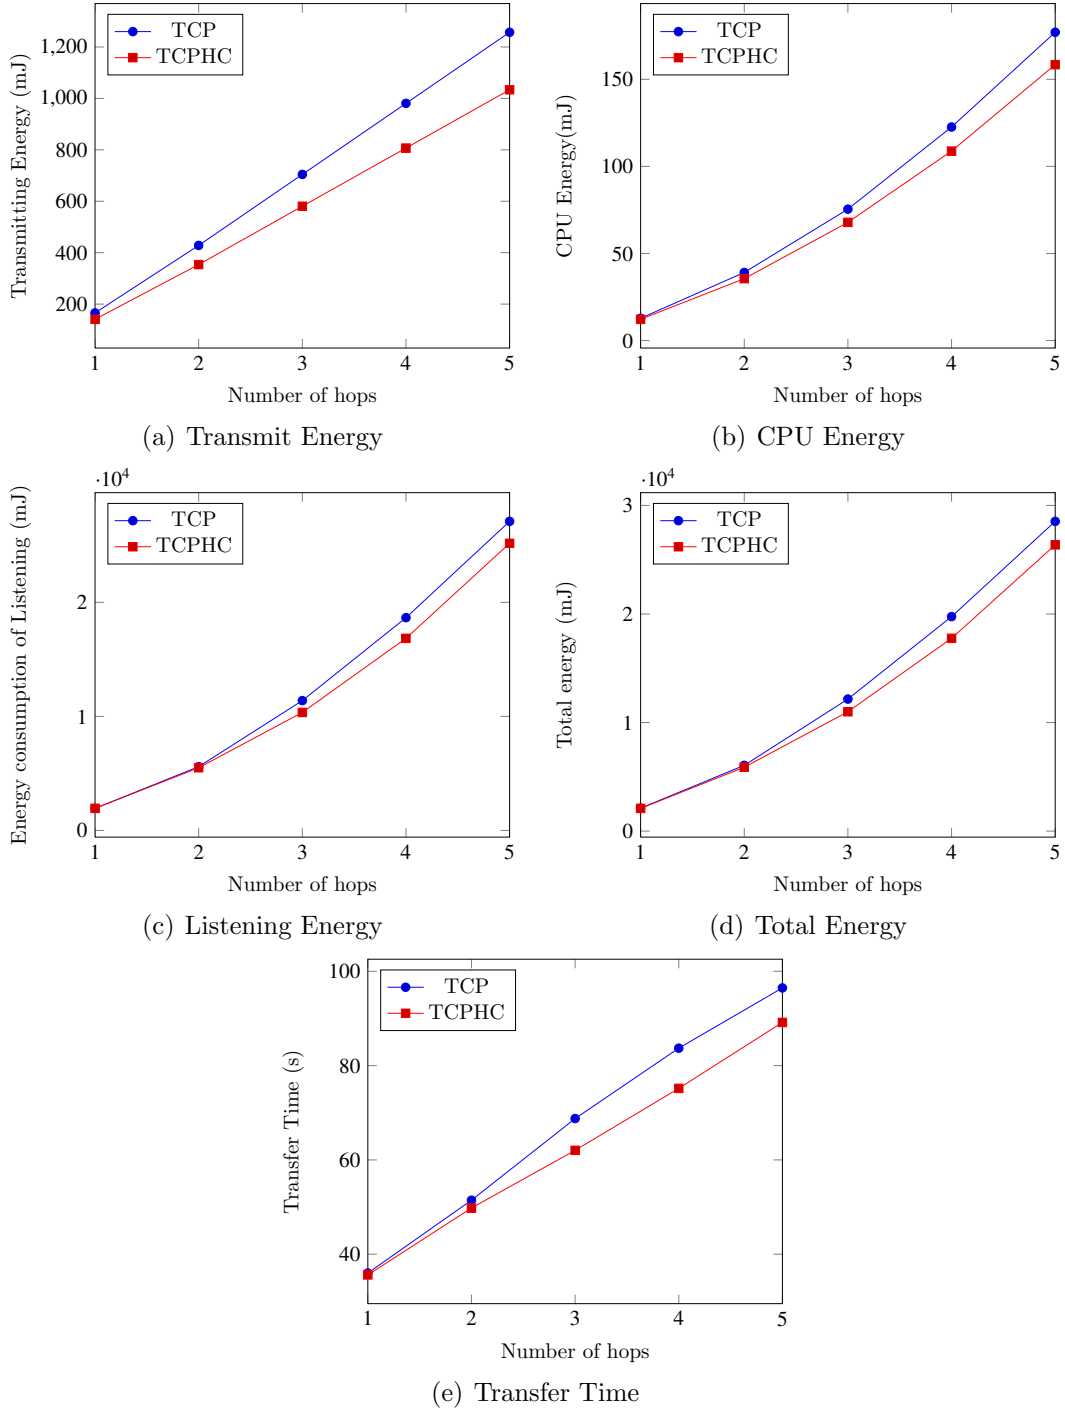 TCP
TCPHC
1,200
1,000
800
600
400
200
Transmitting Energy (mJ)
1 2 3 4 5
Number of hops
(a) Transmit Energy
TCP
TCPHC
150
100
50
0
CPU Energy(mJ)
1 2 3 4 5
Number of hops
(b) CPU Energy
·10^4
TCP
TCPHC
2
1
0
Energy consumption of Listening (mJ)
1 2 3 4 5
Number of hops
(c) Listening Energy
·10^4
TCP
TCPHC
3
2
1
0
Total energy (mJ)
1 2 3 4 5
Number of hops
(d) Total Energy
TCP
TCPHC
100
80
60
40
Transfer Time (s)
1 2 3 4 5
Number of hops
(e) Transfer Time